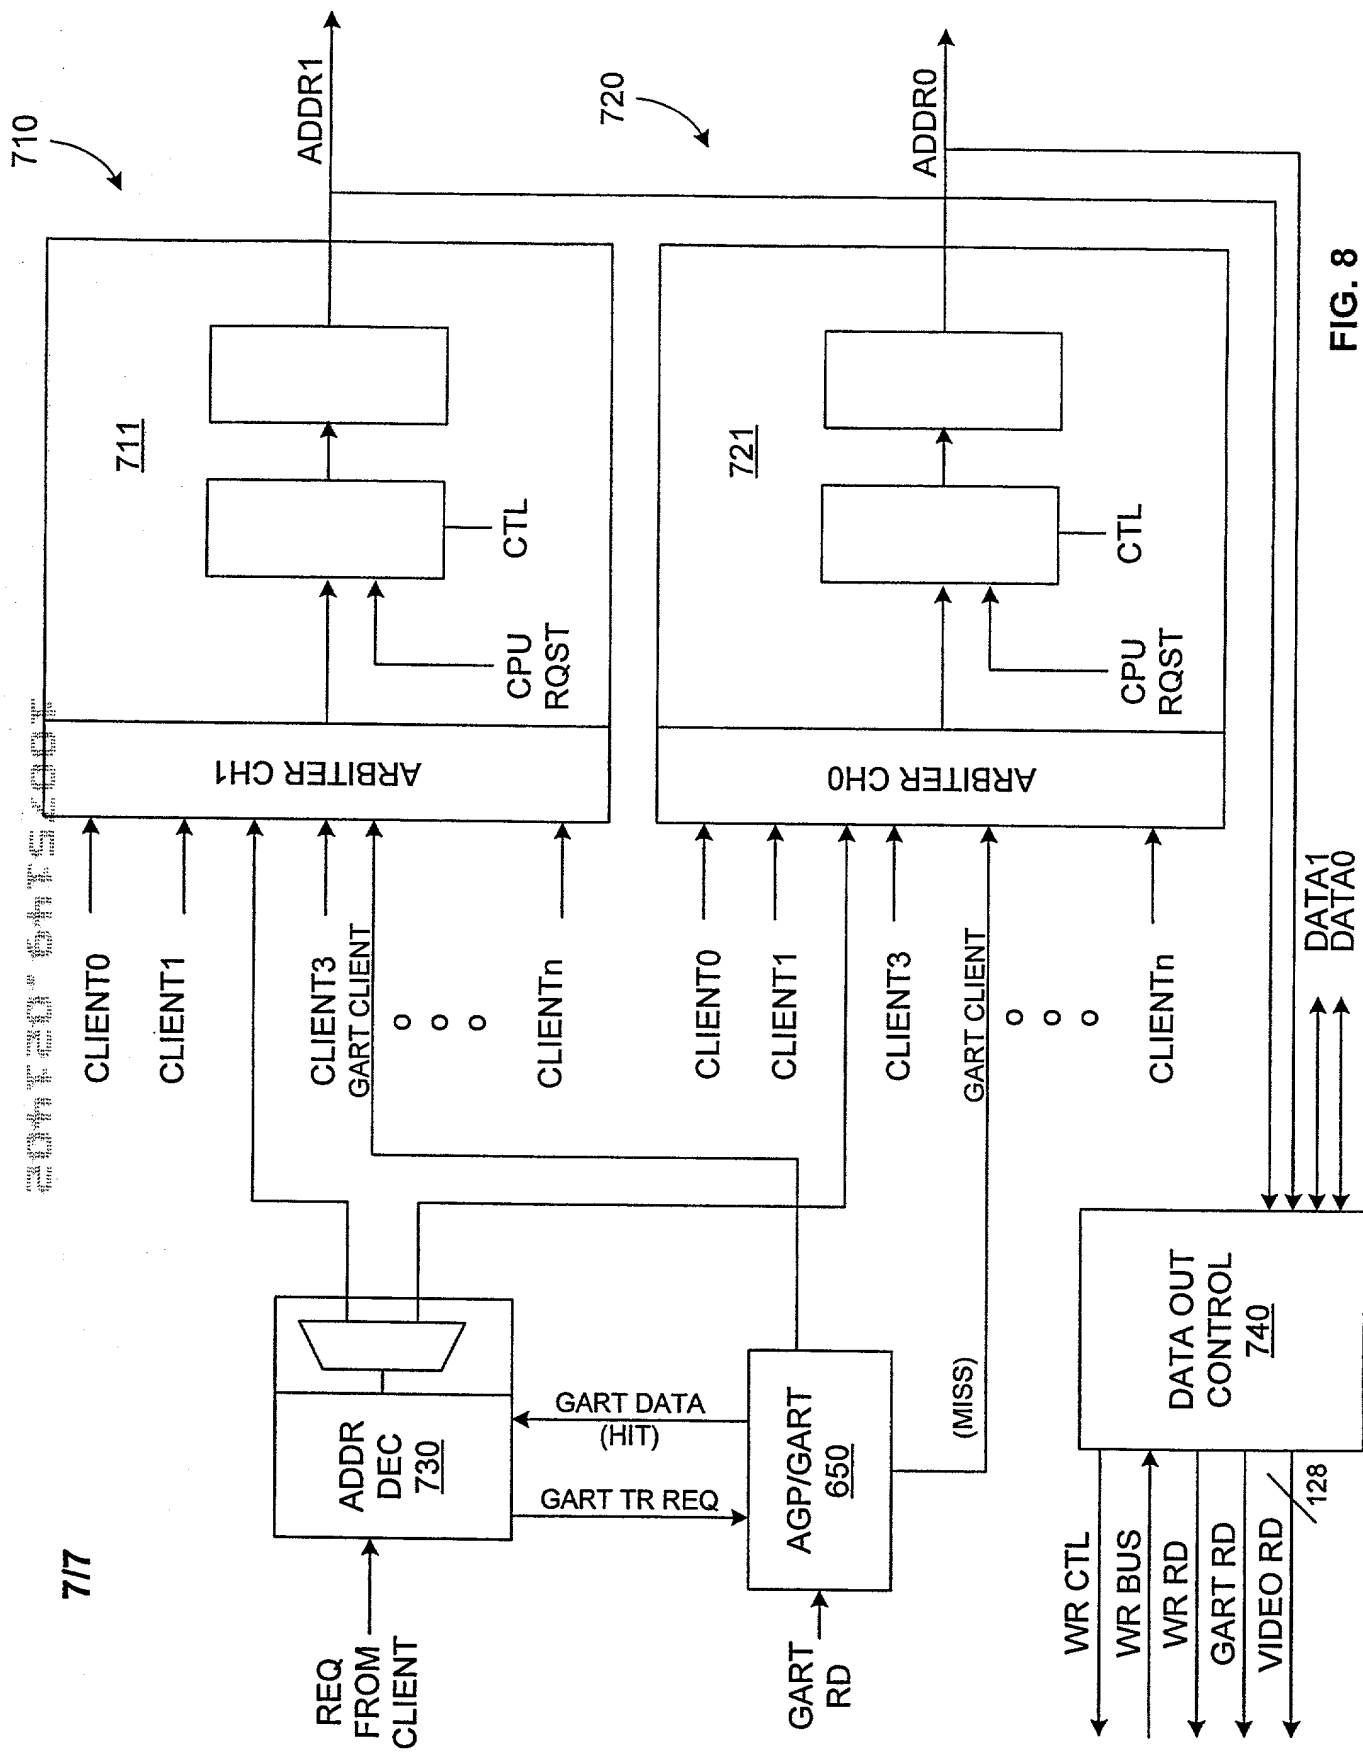 7/7
REQ
FROM
CLIENT
ADDR
DEC
730
GART TR REQ
GART DATA
(HIT)
GART
RD
AGP/GART
650
(MISS)
WR CTL
WR BUS
WR RD
GART RD
VIDEO RD
128
DATA OUT
CONTROL
740
DATA1
DATA0
CLIENT0
CLIENT1
CLIENT3
GART CLIENT
CLIENTn
ARBITER CH1
CPU
RQST
CTL
711
710
ADDR1
CLIENT0
CLIENT1
CLIENT3
GART CLIENT
CLIENTn
ARBITER CH0
CPU
RQST
CTL
721
720
ADDR0
FIG. 8